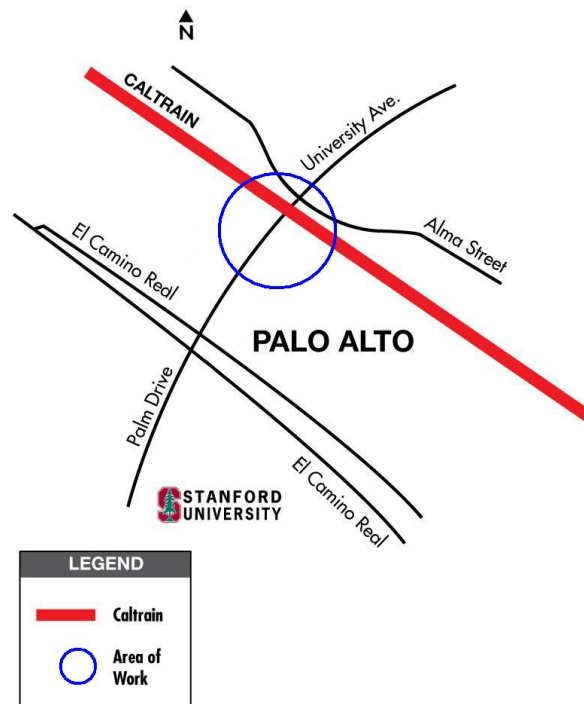 N
CALTRAIN
University Ave.
Alma Street
El Camino Real
PALO ALTO
Palm Drive
El Camino Real
STANFORD
UNIVERSITY
LEGEND
Caltrain
Area of
Work